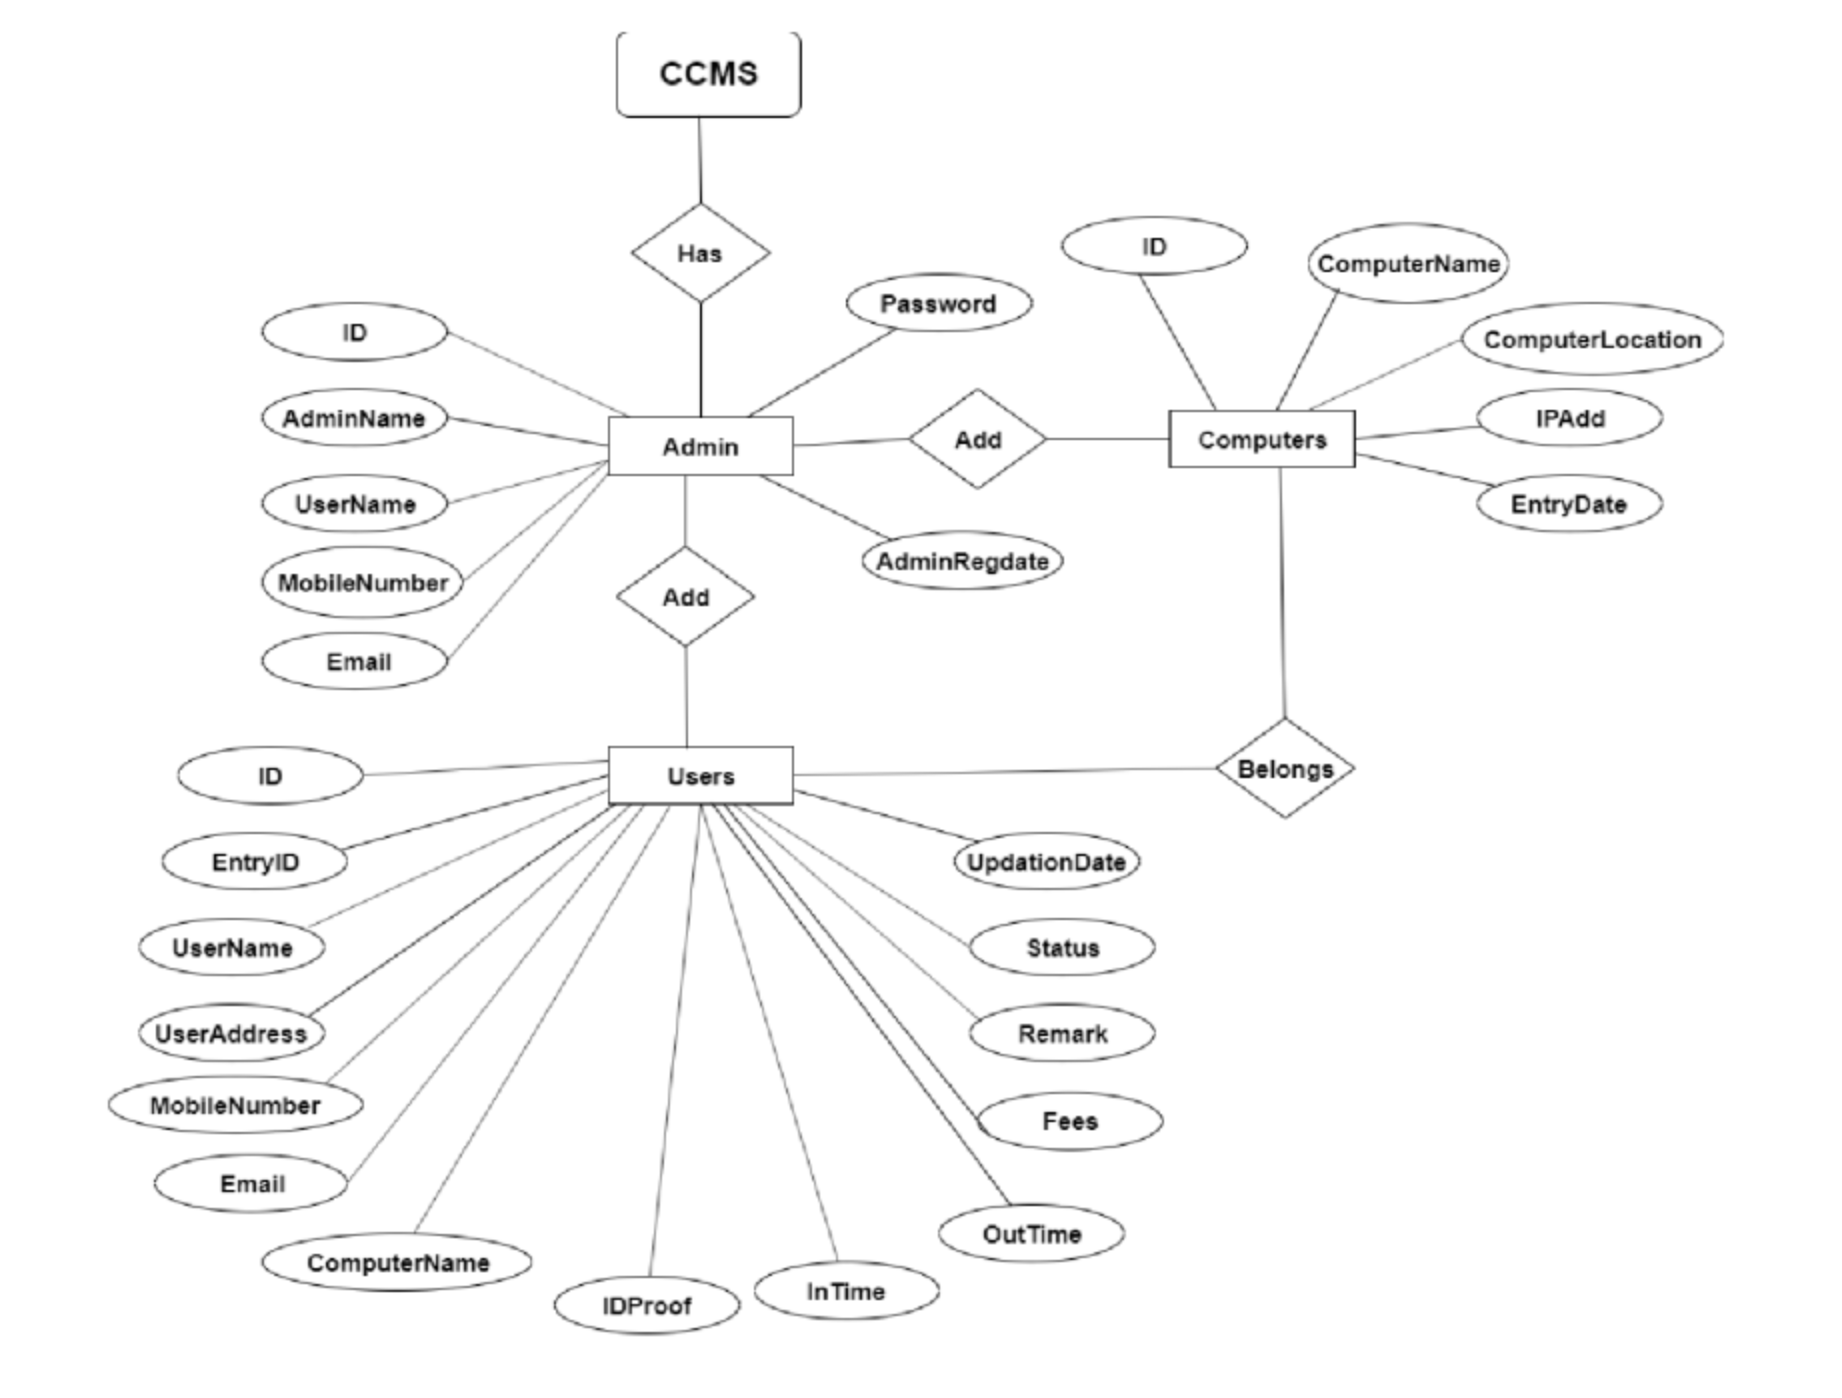 CCMS
Has
ID
ComputerName
Password
ID
ComputerLocation
AdminName
IPAdd
Admin
Add
Computers
UserName
EntryDate
AdminRegdate
MobileNumber
Add
Email
ID
Users
Belongs
EntryID
UpdationDate
UserName
Status
UserAddress
Remark
MobileNumber
Fees
Email
OutTime
ComputerName
InTime
IDProof